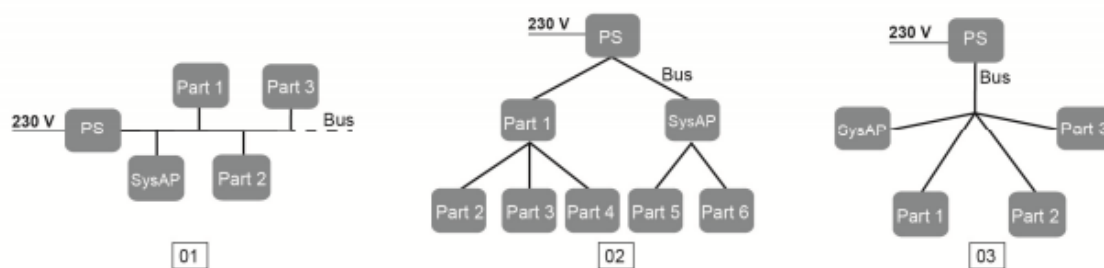 230 V
PS
SysAP
Part 1
Part 2
Part 3
Bus
01
230 V
PS
Bus
Part 1
SysAP
Part 2
Part 3
Part 4
Part 5
Part 6
02
230 V
PS
Bus
SysAP
Part 3
Part 1
Part 2
03